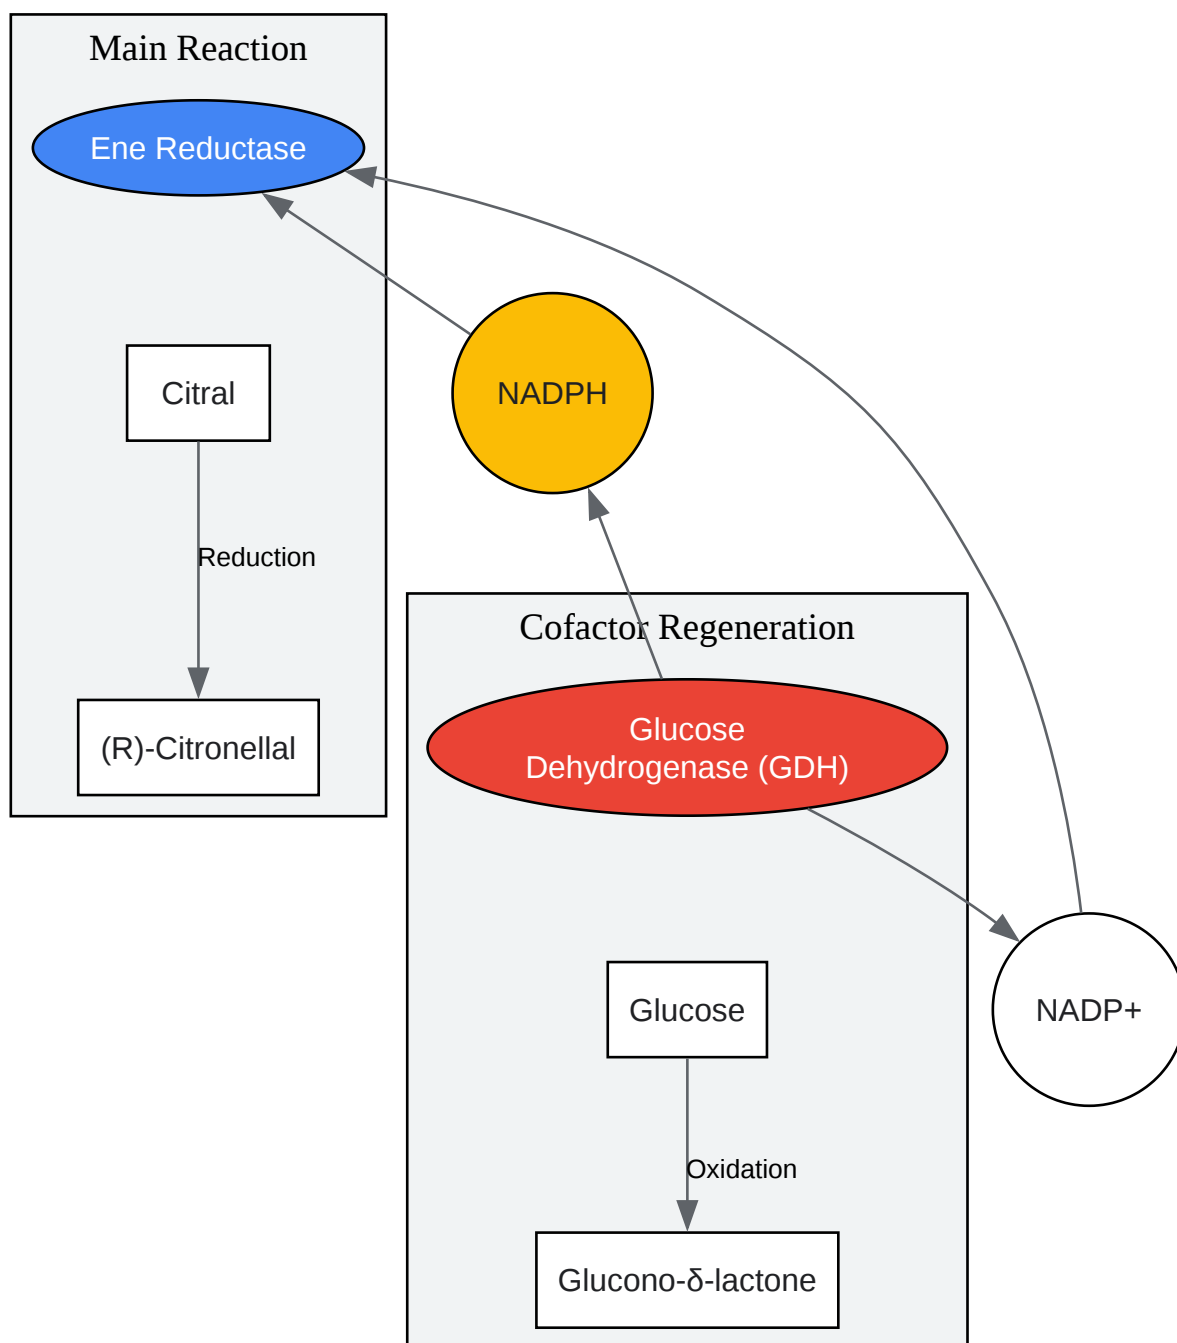 Main Reaction
Ene Reductase
NADPH
Citral
Reduction
(R)-Citronellal
Cofactor Regeneration
Glucose
Dehydrogenase (GDH)
NADP+
Glucose
Oxidation
Glucono-δ-lactone